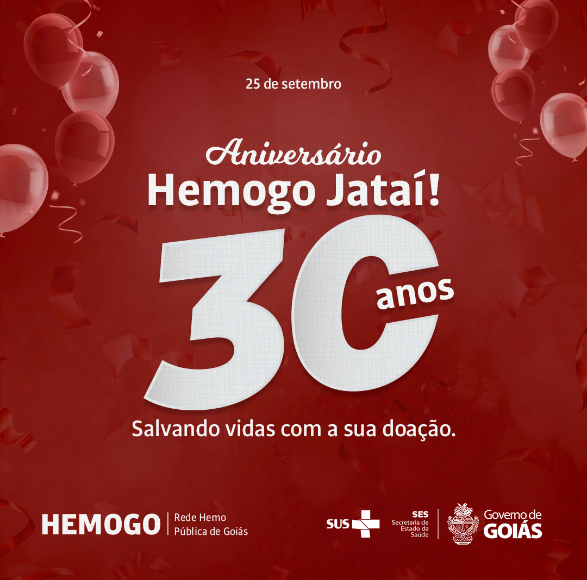 25 de setembro
Aniversário
Hemogo Jataí!
30
anos
Salvando vidas com a sua doação.
HEMOGO
Rede Hemo
Pública de Goiás
SUS
SES
Secretaria de
Estado da
Saúde
Governo de
GOIÁS